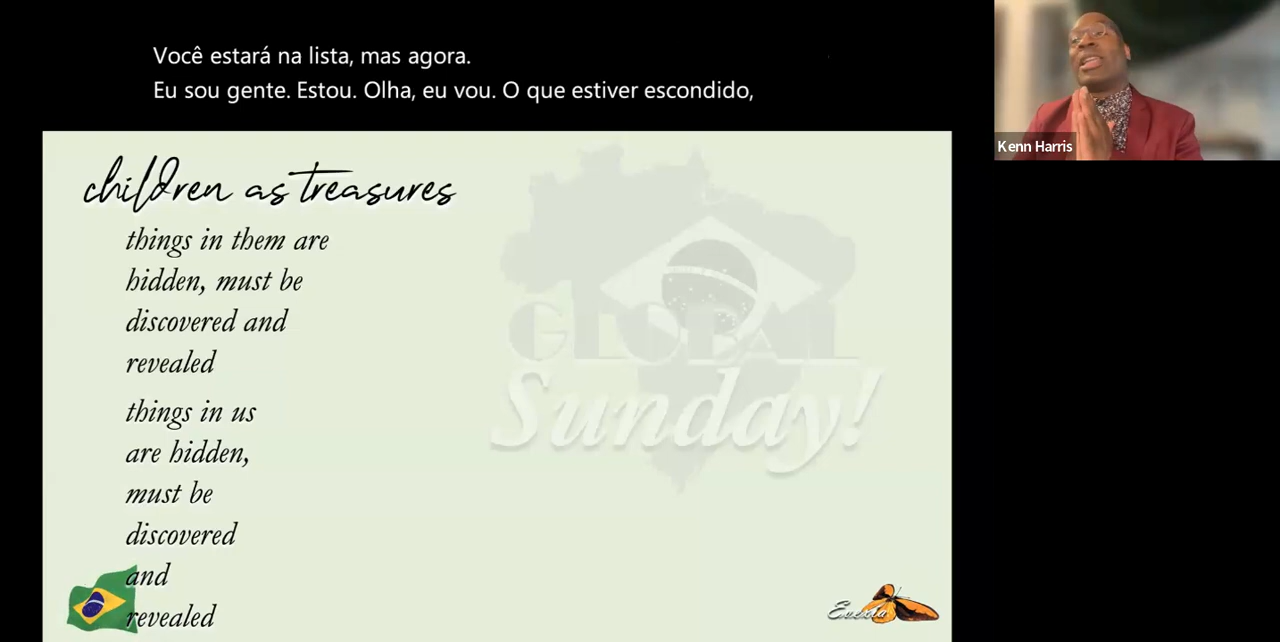 Você estará na lista, mas agora.
Eu sou gente. Estou. Olha, eu vou. O que estiver escondido,
Kenn Harris
children as treasures
things in them are
hidden, must be
discovered and
revealed
things in us
are hidden,
must be
discovered
and
revealed
GLOBAL
Sunday!